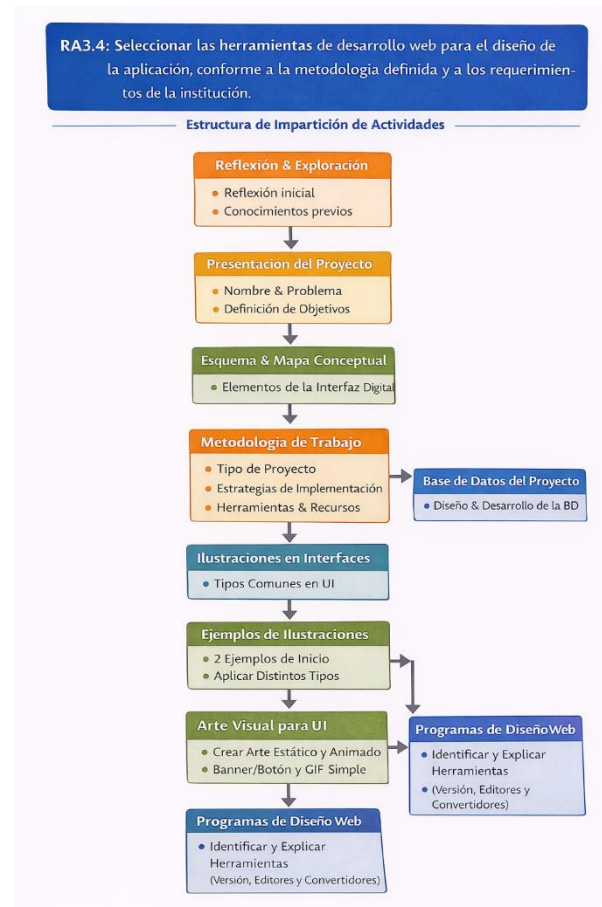 RA3.4: Seleccionar las herramientas de desarrollo web para el diseño de
la aplicación, conforme a la metodologia definida y a los requerimien-
tos de la institución.
Estructura de Impartición de Actividades
Reflexión & Exploración
• Reflexión inicial
• Conocimientos previos
Presentación del Proyecto
• Nombre & Problema
• Definición de Objetivos
Esquema & Mapa Conceptual
• Elementos de la Interfaz Digital
Metodologia de Trabajo
• Tipo de Proyecto
• Estrategias de Implementación
• Herramientas & Recursos
Base de Datos del Proyecto
• Diseño & Desarrollo de la BD
Ilustraciones en Interfaces
• Tipos Comunes en UI
Ejemplos de Ilustraciones
• 2 Ejemplos de Inicio
• Aplicar Distintos Tipos
Arte Visual para UI
• Crear Arte Estático y Animado
• Banner/Botón y GIF Simple
Programas de Diseño Web
• Identificar y Explicar
Herramientas
• (Versión, Editores y
Convertidores)
Programas de Diseño Web
• Identificar y Explicar
Herramientas
(Versión, Editores y Convertidores)